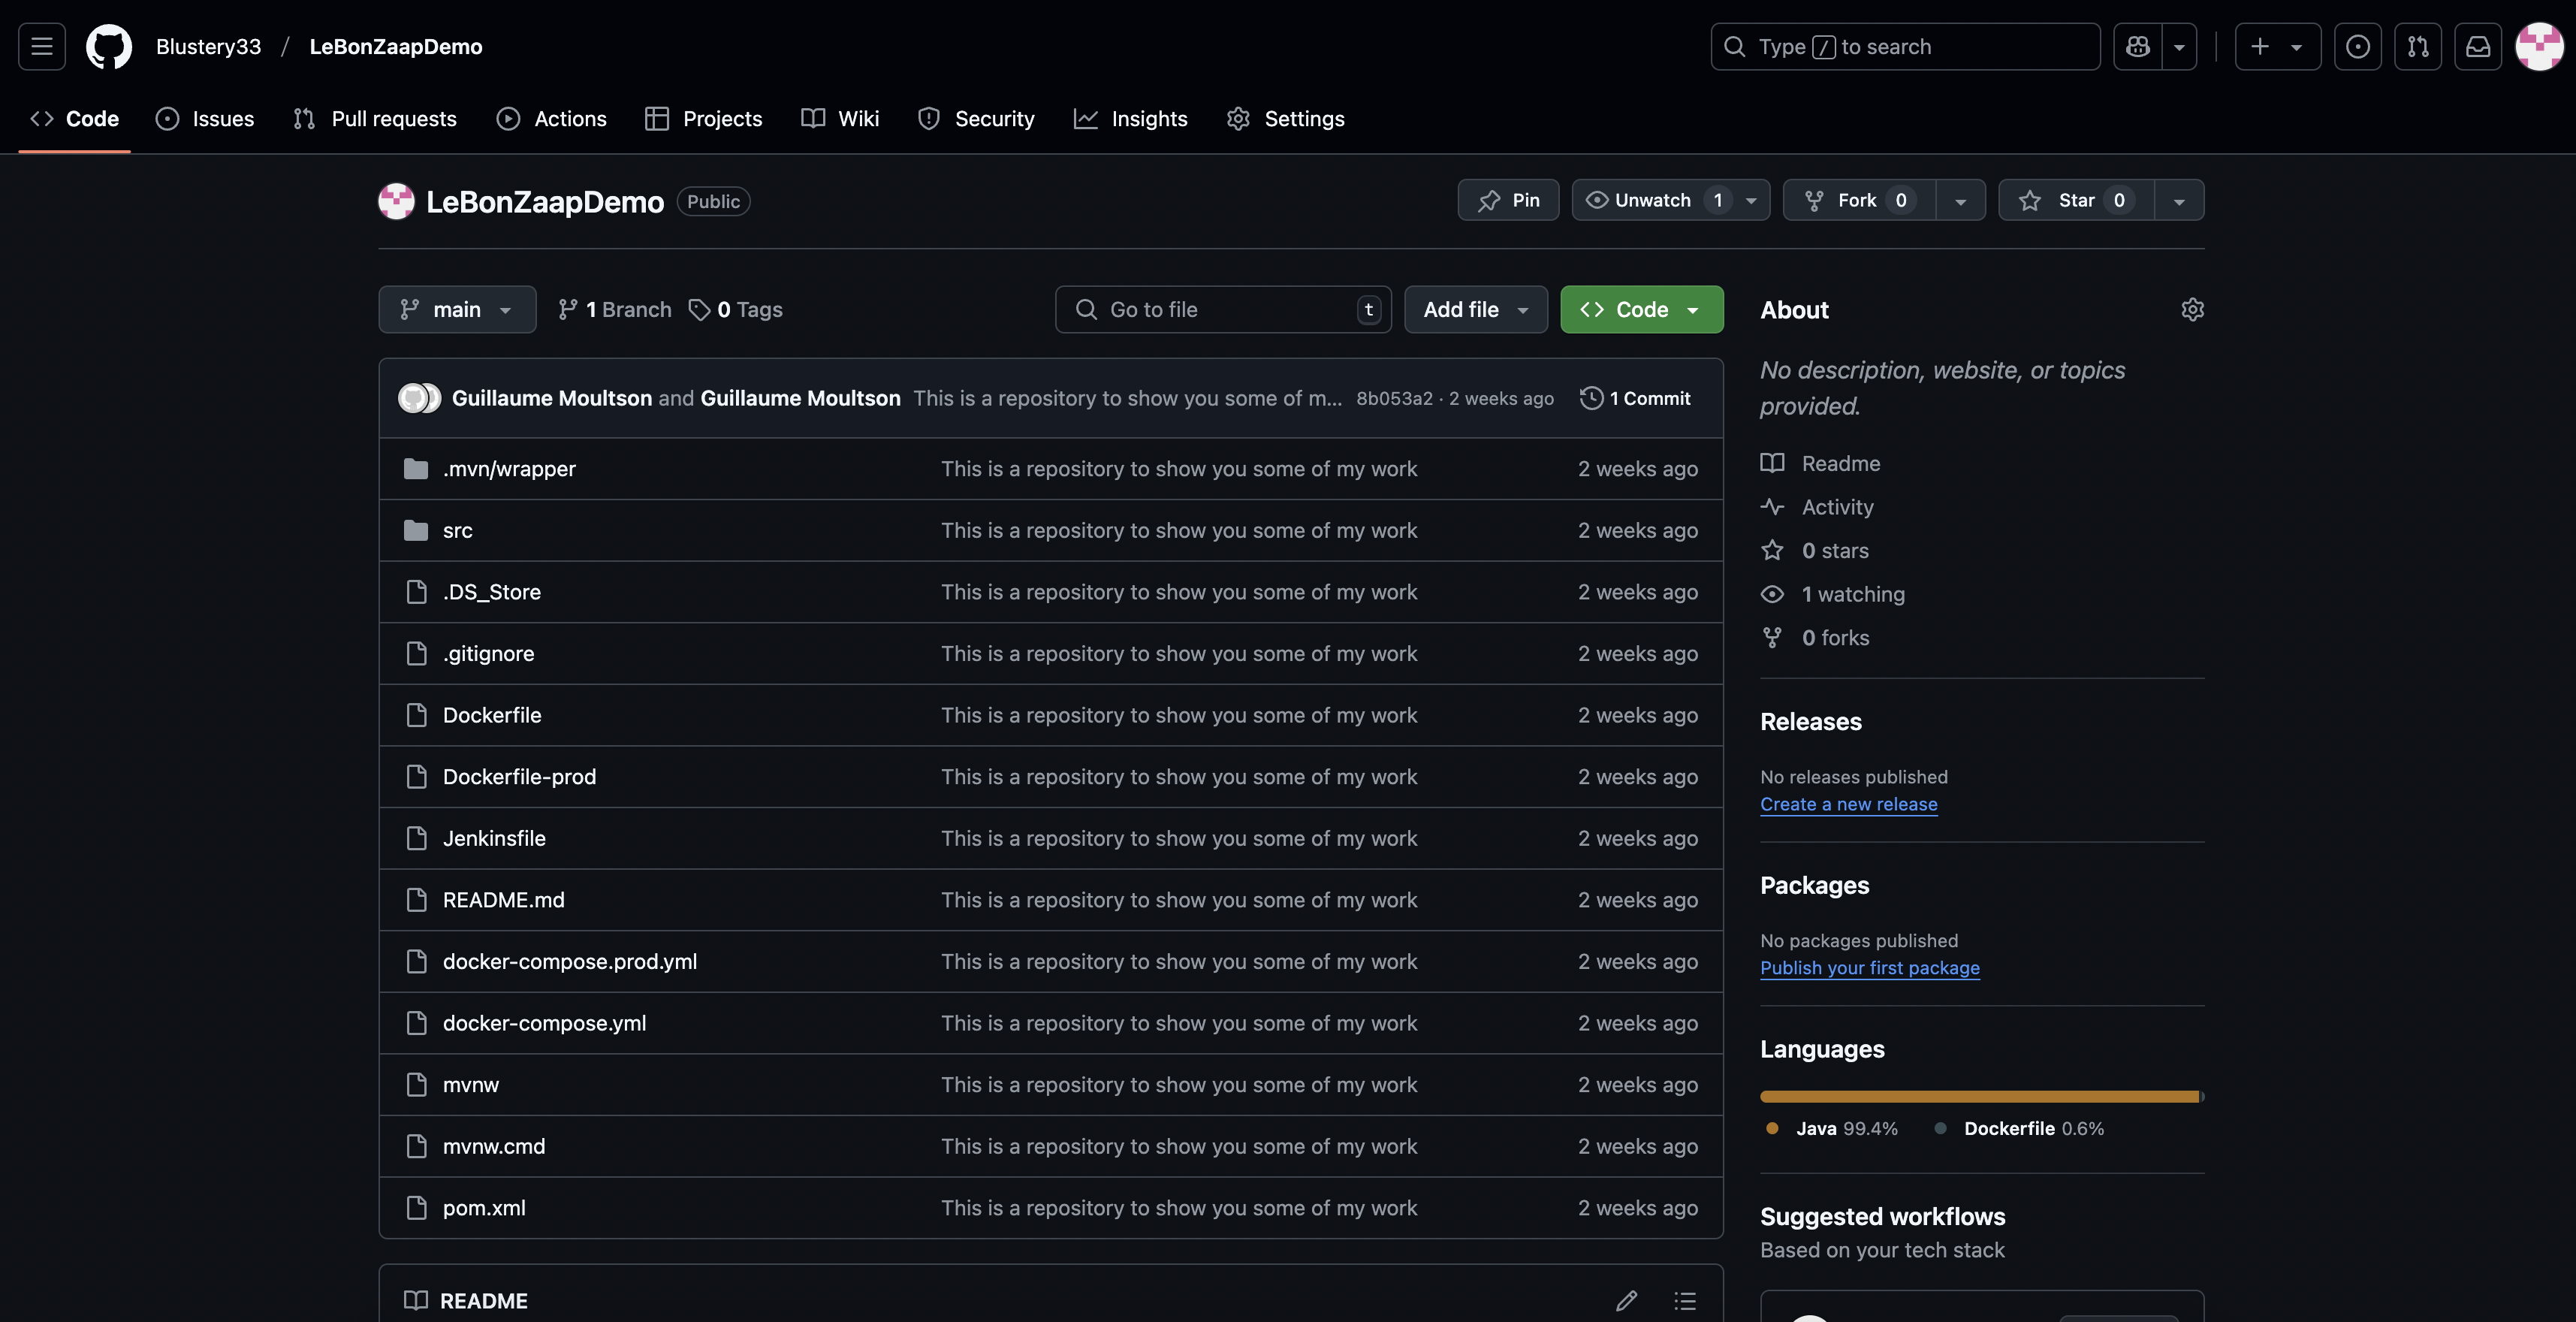 Blustery33 / LeBonZaapDemo
Type / to search
Code Issues Pull requests Actions Projects Wiki Security Insights Settings
LeBonZaapDemo Public
Pin Unwatch 1 Fork 0 Star 0
main 1 Branch 0 Tags
Go to file t Add file Code
Guillaume Moultson and Guillaume Moultson This is a repository to show you some of m... 8b053a2 · 2 weeks ago 1 Commit
.mvn/wrapper This is a repository to show you some of my work 2 weeks ago
src This is a repository to show you some of my work 2 weeks ago
.DS_Store This is a repository to show you some of my work 2 weeks ago
.gitignore This is a repository to show you some of my work 2 weeks ago
Dockerfile This is a repository to show you some of my work 2 weeks ago
Dockerfile-prod This is a repository to show you some of my work 2 weeks ago
Jenkinsfile This is a repository to show you some of my work 2 weeks ago
README.md This is a repository to show you some of my work 2 weeks ago
docker-compose.prod.yml This is a repository to show you some of my work 2 weeks ago
docker-compose.yml This is a repository to show you some of my work 2 weeks ago
mvnw This is a repository to show you some of my work 2 weeks ago
mvnw.cmd This is a repository to show you some of my work 2 weeks ago
pom.xml This is a repository to show you some of my work 2 weeks ago
README
About
No description, website, or topics
provided.
Readme
Activity
0 stars
1 watching
0 forks
Releases
No releases published
Create a new release
Packages
No packages published
Publish your first package
Languages
Java 99.4% Dockerfile 0.6%
Suggested workflows
Based on your tech stack